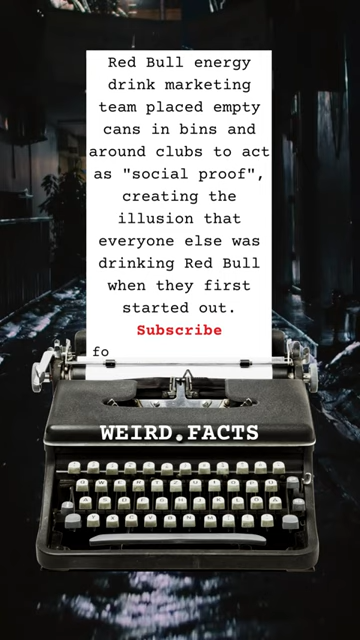 Red Bull energy
drink marketing
team placed empty
cans in bins and
around clubs to act
as "social proof",
creating the
illusion that
everyone else was
drinking Red Bull
when they first
started out.
Subscribe
fo
WEIRD.FACTS